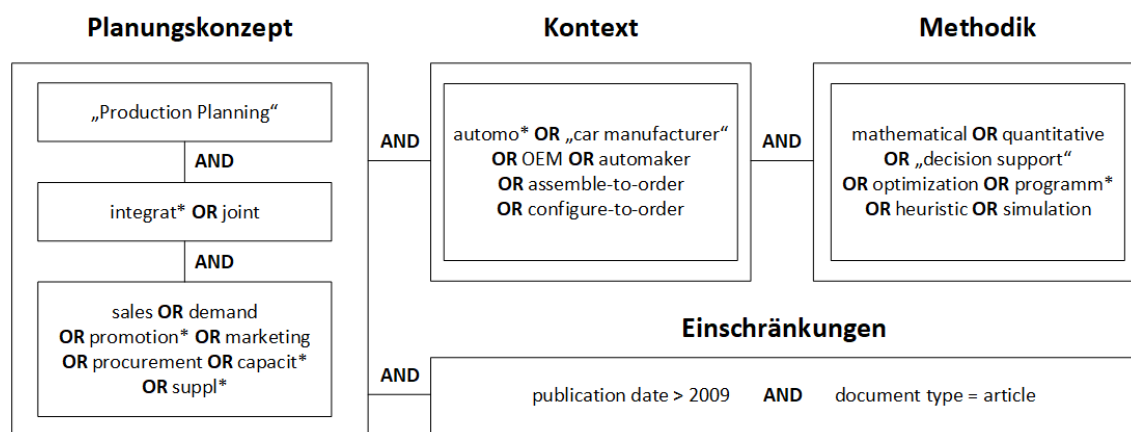 Planungskonzept
„Production Planning“
AND
integrat* OR joint
AND
sales OR demand
OR promotion* OR marketing
OR procurement OR capacit*
OR suppl*
AND
Kontext
automo* OR „car manufacturer“
OR OEM OR automaker
OR assemble-to-order
OR configure-to-order
AND
Methodik
mathematical OR quantitative
OR „decision support“
OR optimization OR programm*
OR heuristic OR simulation
AND
Einschränkungen
publication date > 2009 AND document type = article